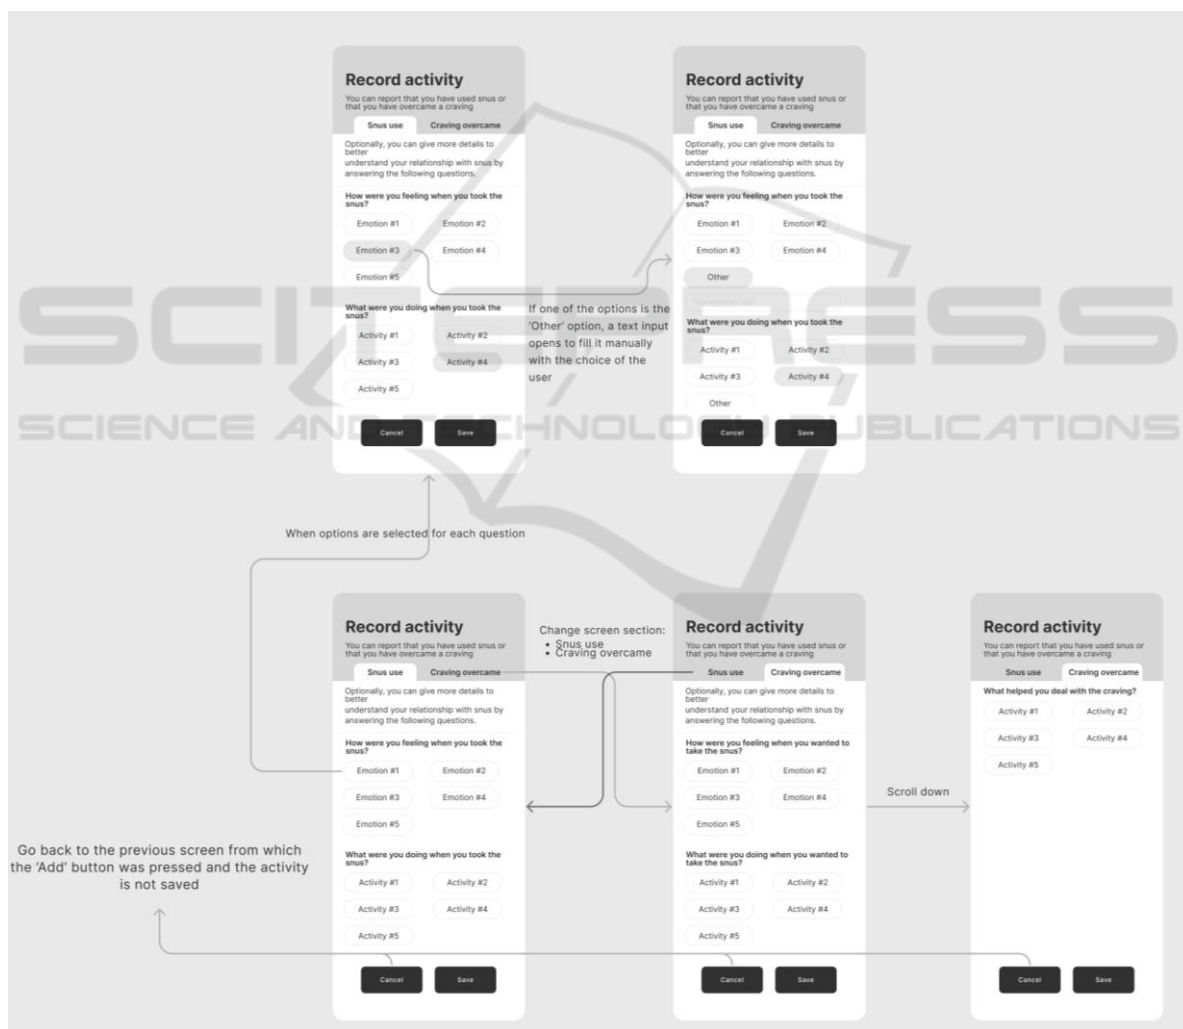 Record activity
You can report that you have used snus or
that you have overcame a craving
Snus use
Craving overcame
Optionally, you can give more details to
better
understand your relationship with snus by
answering the following questions.
How were you feeling when you took the
snus?
Emotion #1
Emotion #2
Emotion #3
Emotion #4
Emotion #5
What were you doing when you took the
snus?
Activity #1
Activity #2
Activity #3
Activity #4
Activity #5
Cancel
Save
If one of the options is the
'Other' option, a text input
opens to fill it manually
with the choice of the
user
Record activity
You can report that you have used snus or
that you have overcame a craving
Snus use
Craving overcame
Optionally, you can give more details to
better
understand your relationship with snus by
answering the following questions.
How were you feeling when you took the
snus?
Emotion #1
Emotion #2
Emotion #3
Emotion #4
Other
What were you doing when you took the
snus?
Activity #1
Activity #2
Activity #3
Activity #4
Other
Cancel
Save
SCITEPRESS
SCIENCE AND TECHNOLOGY PUBLICATIONS
When options are selected for each question
Record activity
You can report that you have used snus or
that you have overcame a craving
Snus use
Craving overcame
Optionally, you can give more details to
better
understand your relationship with snus by
answering the following questions.
How were you feeling when you took the
snus?
Emotion #1
Emotion #2
Emotion #3
Emotion #4
Emotion #5
What were you doing when you took the
snus?
Activity #1
Activity #2
Activity #3
Activity #4
Activity #5
Cancel
Save
Change screen section:
• Snus use
• Craving overcame
Record activity
You can report that you have used snus or
that you have overcame a craving
Snus use
Craving overcame
Optionally, you can give more details to
better
understand your relationship with snus by
answering the following questions.
How were you feeling when you wanted to
take the snus?
Emotion #1
Emotion #2
Emotion #3
Emotion #4
Emotion #5
What were you doing when you wanted to
take the snus?
Activity #1
Activity #2
Activity #3
Activity #4
Activity #5
Cancel
Save
Scroll down
Record activity
You can report that you have used snus or
that you have overcame a craving
Snus use
Craving overcame
What helped you deal with the craving?
Activity #1
Activity #2
Activity #3
Activity #4
Activity #5
Cancel
Save
Go back to the previous screen from which
the 'Add' button was pressed and the activity
is not saved